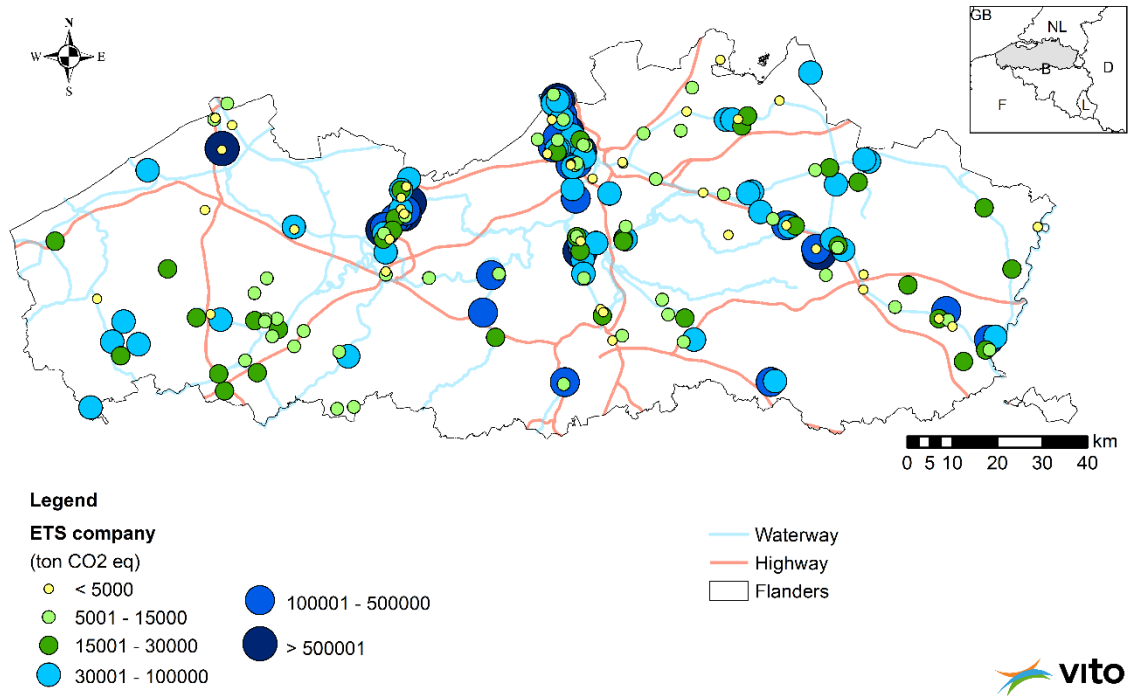 N
W E
S
GB
NL
B
D
F
L
km
0 5 10 20 30 40
Legend
ETS company
(ton CO2 eq)
< 5000
5001 - 15000
15001 - 30000
30001 - 100000
100001 - 500000
> 500001
Waterway
Highway
Flanders
vito